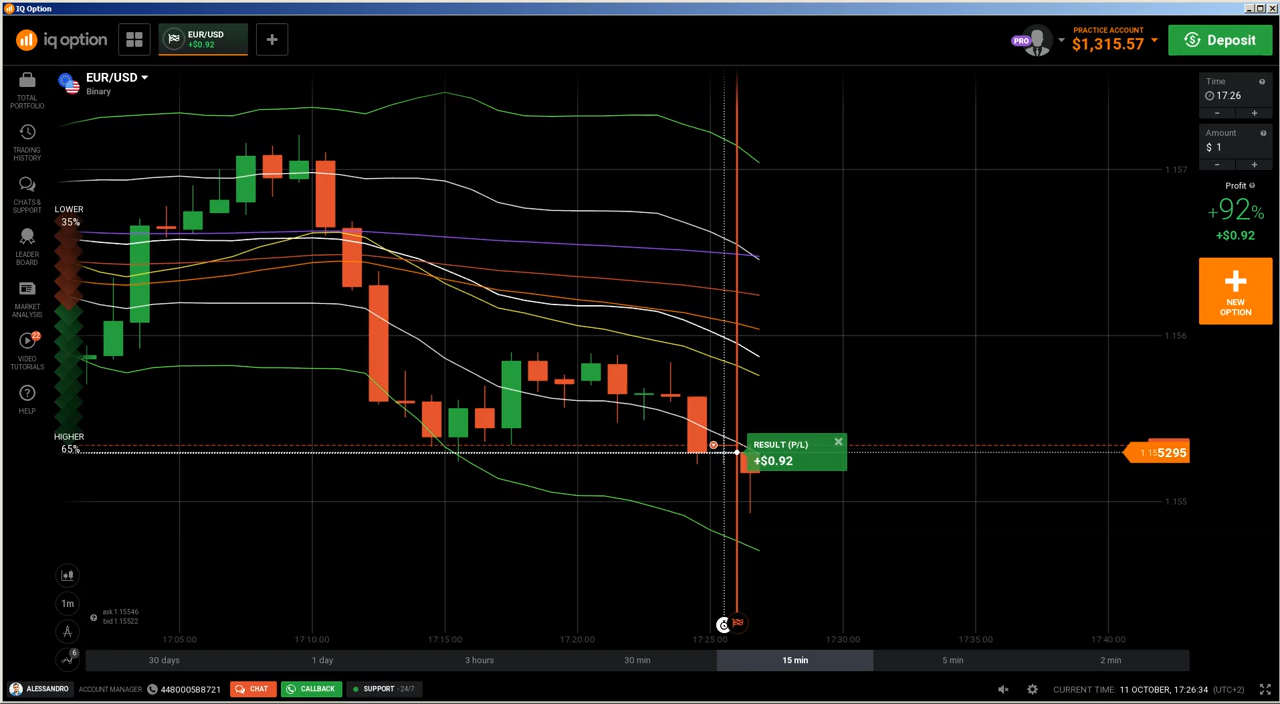 IQ Option
iq option
EUR/USD
+$0.92
PRO
PRACTICE ACCOUNT
$1,315.57
Deposit
EUR/USD
Binary
TOTAL
PORTFOLIO
TRADING
HISTORY
CHATS &
SUPPORT
LEADER
BOARD
MARKET
ANALYSIS
22
VIDEO
TUTORIALS
HELP
LOWER
35%
HIGHER
65%
RESULT (P/L)
+$0.92
1.157
1.156
1.155295
1.155
Time
17:26
- +
Amount
$ 1
- +
Profit
+92%
+$0.92
NEW
OPTION
1m
6
ask 1.15546
bid 1.15522
17:05:00 17:10:00 17:15:00 17:20:00 17:25:00 17:30:00 17:35:00 17:40:00
30 days 1 day 3 hours 30 min 15 min 5 min 2 min
ALESSANDRO ACCOUNT MANAGER 448000588721 CHAT CALLBACK SUPPORT - 24/7 CURRENT TIME: 11 OCTOBER, 17:26:34 (UTC+2)